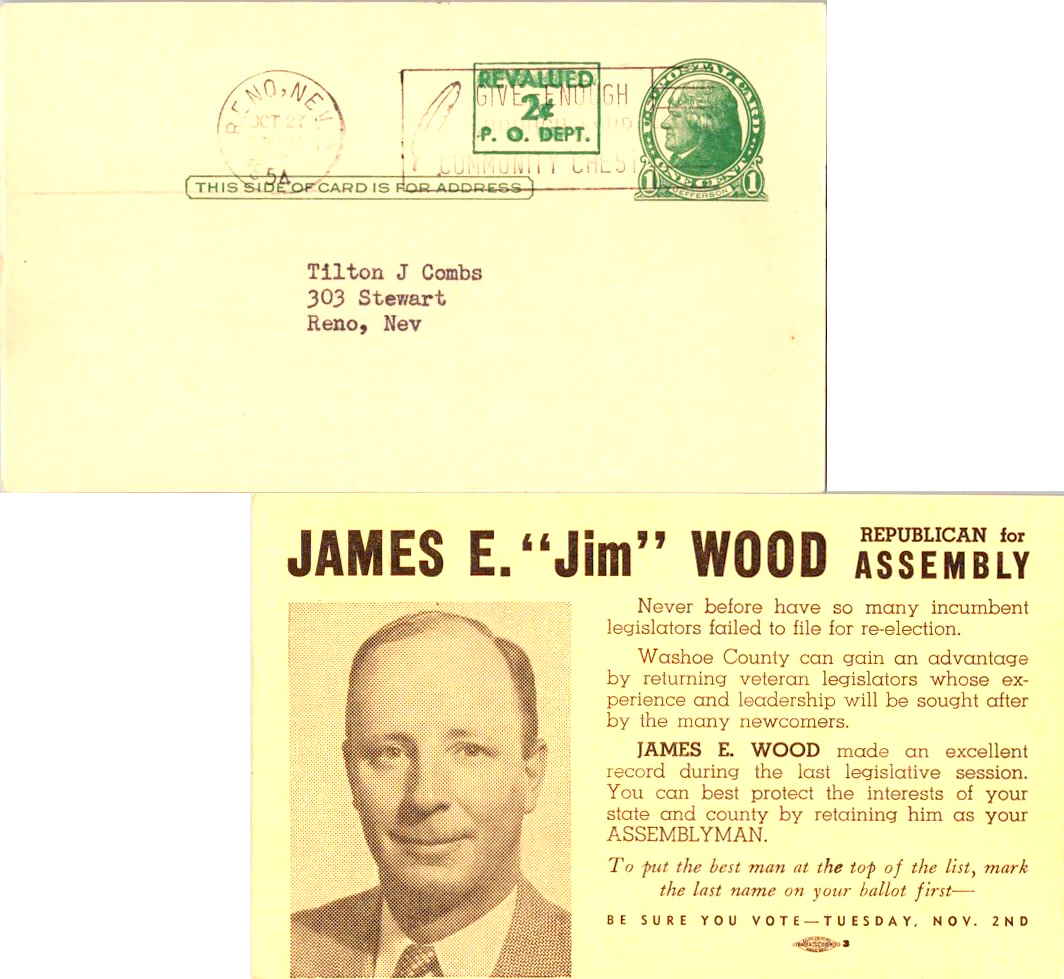 RENO, NEV.
OCT 27
5A
REVALUED
2¢
P. O. DEPT.
GIVE ENOUGH
COMMUNITY CHEST
U·S·POSTAL CARD
1 ONE CENT 1
JEFFERSON
THIS SIDE OF CARD IS FOR ADDRESS
Tilton J Combs
303 Stewart
Reno, Nev
JAMES E. “Jim” WOOD
REPUBLICAN for
ASSEMBLY
Never before have so many incumbent
legislators failed to file for re-election.
Washoe County can gain an advantage
by returning veteran legislators whose ex-
perience and leadership will be sought after
by the many newcomers.
JAMES E. WOOD made an excellent
record during the last legislative session.
You can best protect the interests of your
state and county by retaining him as your
ASSEMBLYMAN.
To put the best man at the top of the list, mark
the last name on your ballot first—
BE SURE YOU VOTE—TUESDAY, NOV. 2ND
3